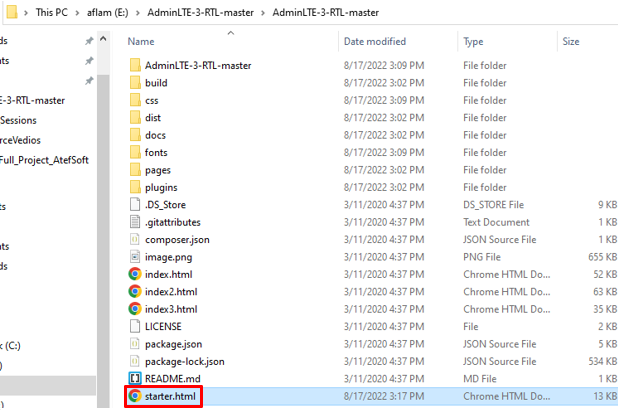 This PC > aflam (E:) > AdminLTE-3-RTL-master > AdminLTE-3-RTL-master
Name Date modified Type Size
AdminLTE-3-RTL-master 8/17/2022 3:09 PM File folder
build 8/17/2022 3:02 PM File folder
css 8/17/2022 3:09 PM File folder
dist 8/17/2022 3:02 PM File folder
docs 8/17/2022 3:02 PM File folder
fonts 8/17/2022 3:09 PM File folder
pages 8/17/2022 3:02 PM File folder
plugins 8/17/2022 3:02 PM File folder
.DS_Store 3/11/2020 4:37 PM DS_STORE File 9 KB
.gitattributes 3/11/2020 4:37 PM Text Document 1 KB
composer.json 3/11/2020 4:37 PM JSON Source File 1 KB
image.png 3/11/2020 4:37 PM PNG File 655 KB
index.html 3/11/2020 4:37 PM Chrome HTML Do... 52 KB
index2.html 3/11/2020 4:37 PM Chrome HTML Do... 63 KB
index3.html 3/11/2020 4:37 PM Chrome HTML Do... 35 KB
LICENSE 3/11/2020 4:37 PM File 2 KB
package.json 3/11/2020 4:37 PM JSON Source File 5 KB
package-lock.json 3/11/2020 4:37 PM JSON Source File 534 KB
README.md 3/11/2020 4:37 PM MD File 1 KB
starter.html 8/17/2022 3:17 PM Chrome HTML Do... 13 KB
ds
ts
E-3-RTL-master
Sessions
rceVedios
Full_Project_AtefSoft
ts
nts
ds
k (C:)
)